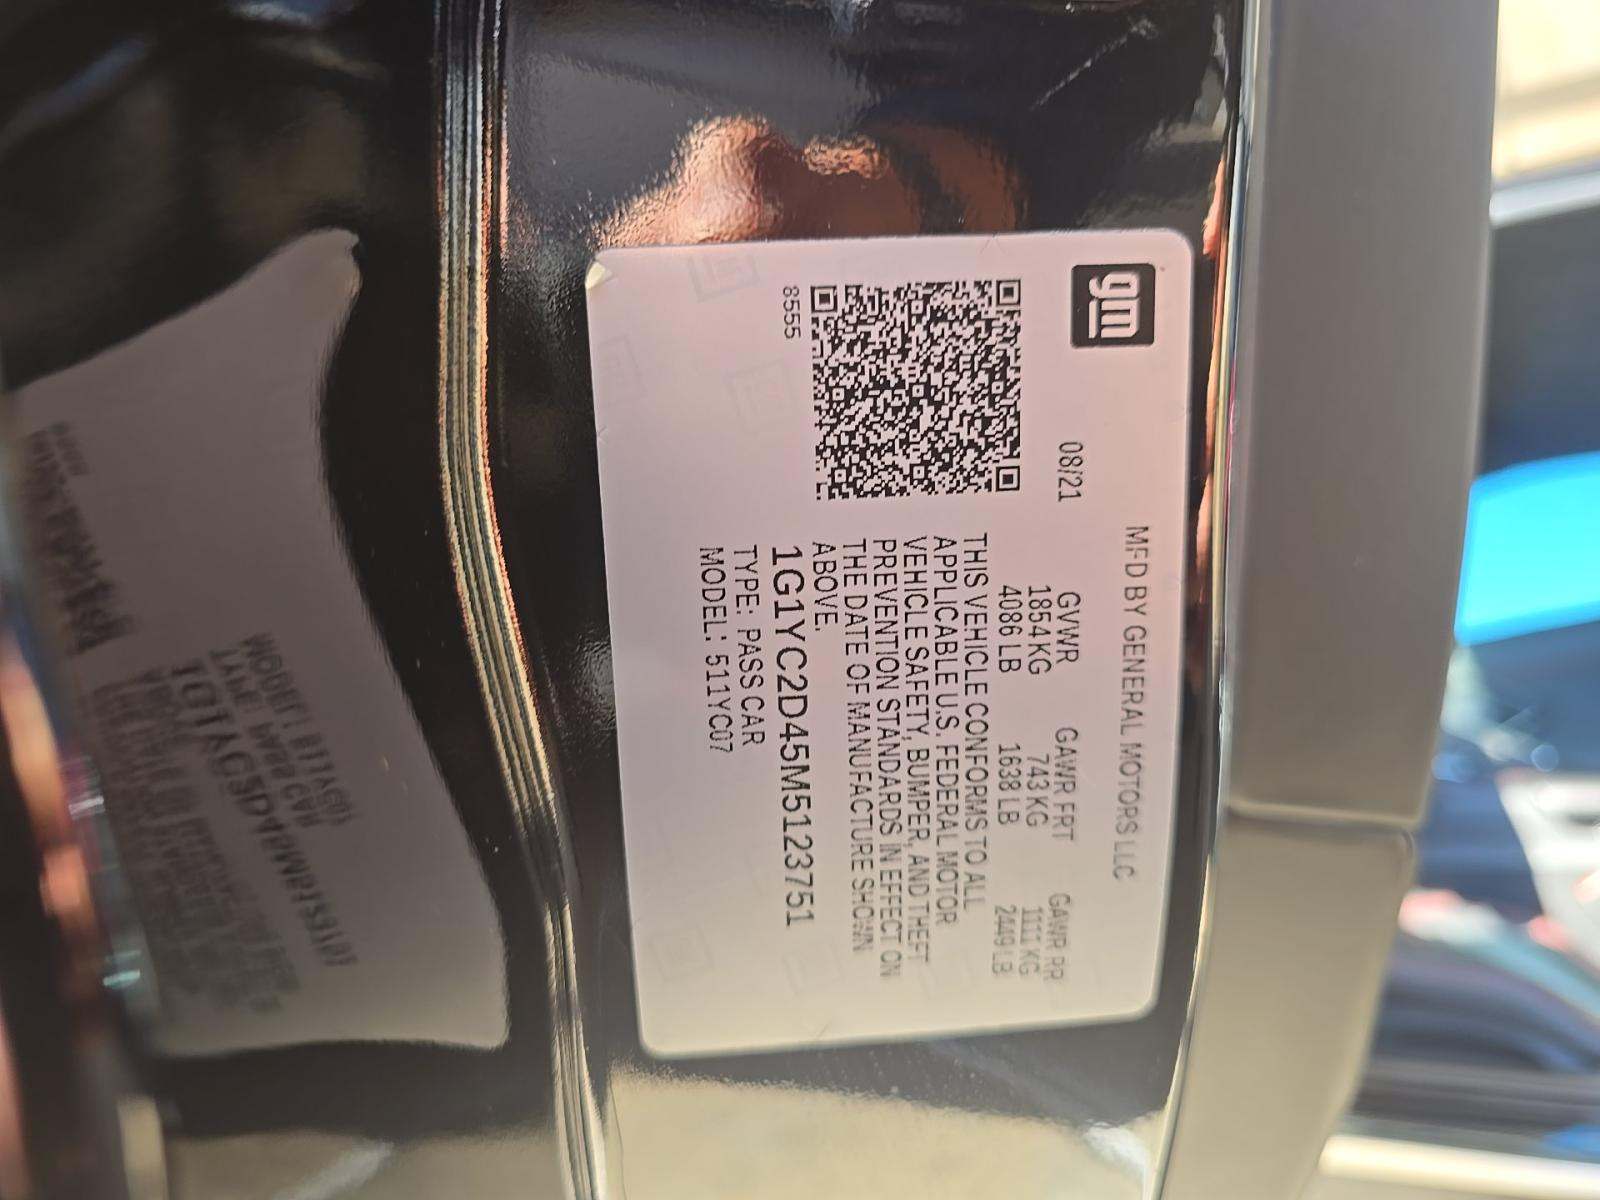 gm
MFD BY GENERAL MOTORS LLC
08/21 GVWR GAWR FRT GAWR RR
1854 KG 743 KG 1111 KG
4086 LB 1638 LB 2449 LB
THIS VEHICLE CONFORMS TO ALL
APPLICABLE U.S. FEDERAL MOTOR
VEHICLE SAFETY, BUMPER, AND THEFT
PREVENTION STANDARDS IN EFFECT ON
THE DATE OF MANUFACTURE SHOWN
ABOVE.
8555
1G1YC2D45M5123751
TYPE: PASS CAR
MODEL: 511YC07